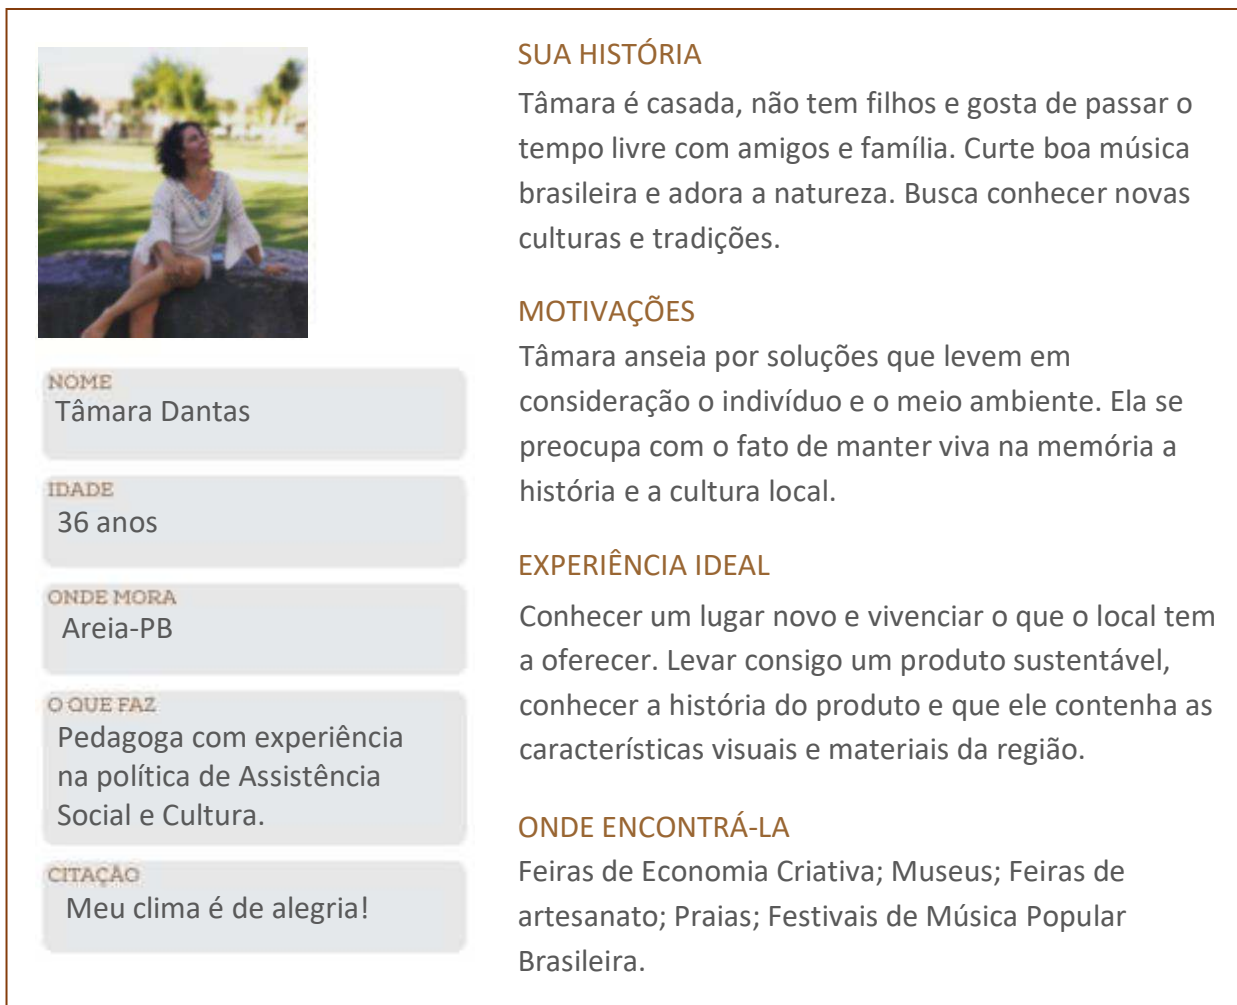 NOME
Tâmara Dantas
IDADE
36 anos
ONDE MORA
Areia-PB
O QUE FAZ
Pedagoga com experiência
na política de Assistência
Social e Cultura.
CITAÇÃO
Meu clima é de alegria!
SUA HISTÓRIA
Tâmara é casada, não tem filhos e gosta de passar o
tempo livre com amigos e família. Curte boa música
brasileira e adora a natureza. Busca conhecer novas
culturas e tradições.
MOTIVAÇÕES
Tâmara anseia por soluções que levem em
consideração o indivíduo e o meio ambiente. Ela se
preocupa com o fato de manter viva na memória a
história e a cultura local.
EXPERIÊNCIA IDEAL
Conhecer um lugar novo e vivenciar o que o local tem
a oferecer. Levar consigo um produto sustentável,
conhecer a história do produto e que ele contenha as
características visuais e materiais da região.
ONDE ENCONTRÁ-LA
Feiras de Economia Criativa; Museus; Feiras de
artesanato; Praias; Festivais de Música Popular
Brasileira.